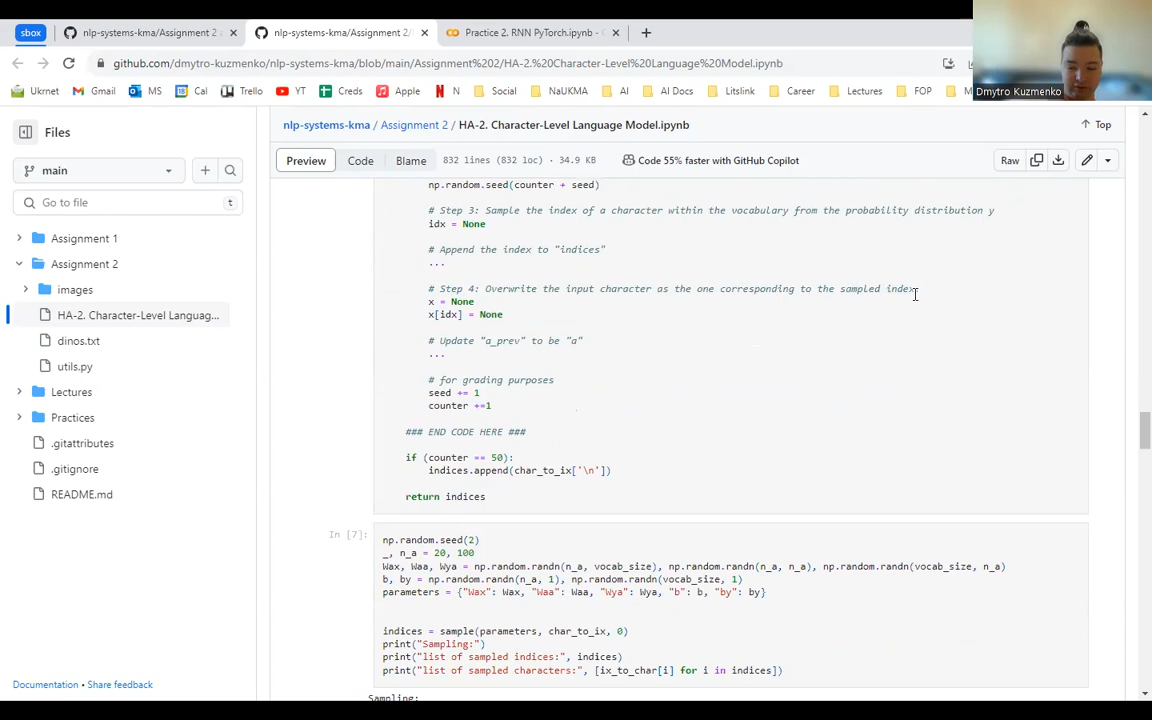 sbox
nlp-systems-kma/Assignment 2
nlp-systems-kma/Assignment 2/
Practice 2. RNN PyTorch.ipynb -
github.com/dmytro-kuzmenko/nlp-systems-kma/blob/main/Assignment%202/HA-2.%20Character-Level%20Language%20Model.ipynb
Ukrnet
Gmail
MS
Cal
Trello
YT
Creds
Apple
N
Social
NaUKMA
AI
AI Docs
Litslink
Career
Lectures
FOP
Dmytro Kuzmenko
Files
nlp-systems-kma / Assignment 2 / HA-2. Character-Level Language Model.ipynb
Top
Preview
Code
Blame
832 lines (832 loc) · 34.9 KB
Code 55% faster with GitHub Copilot
Raw
main
Go to file
t
Assignment 1
Assignment 2
images
HA-2. Character-Level Languag...
dinos.txt
utils.py
Lectures
Practices
.gitattributes
.gitignore
README.md
Documentation • Share feedback
np.random.seed(counter + seed)
# Step 3: Sample the index of a character within the vocabulary from the probability distribution y
idx = None
# Append the index to "indices"
...
# Step 4: Overwrite the input character as the one corresponding to the sampled index
x = None
x[idx] = None
# Update "a_prev" to be "a"
...
# for grading purposes
seed += 1
counter +=1
### END CODE HERE ###
if (counter == 50):
indices.append(char_to_ix['\n'])
return indices
In [7]:
np.random.seed(2)
_, n_a = 20, 100
Wax, Waa, Wya = np.random.randn(n_a, vocab_size), np.random.randn(n_a, n_a), np.random.randn(vocab_size, n_a)
b, by = np.random.randn(n_a, 1), np.random.randn(vocab_size, 1)
parameters = {"Wax": Wax, "Waa": Waa, "Wya": Wya, "b": b, "by": by}
indices = sample(parameters, char_to_ix, 0)
print("Sampling:")
print("list of sampled indices:", indices)
print("list of sampled characters:", [ix_to_char[i] for i in indices])
Sampling: